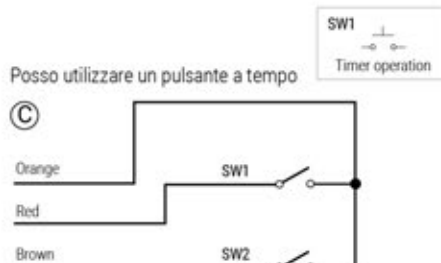 SW1
Timer operation
Posso utilizzare un pulsante a tempo
C
Orange
SW1
Red
Brown
SW2